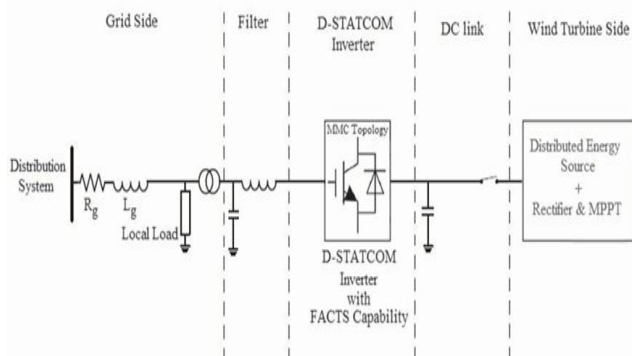 Grid Side
Filter
D-STATCOM
Inverter
DC link
Wind Turbine Side
MMC Topology
Distribution
System
Rg
Lg
Local Load
Distributed Energy
Source
+
Rectifier & MPPT
D-STATCOM
Inverter
with
FACTS Capability